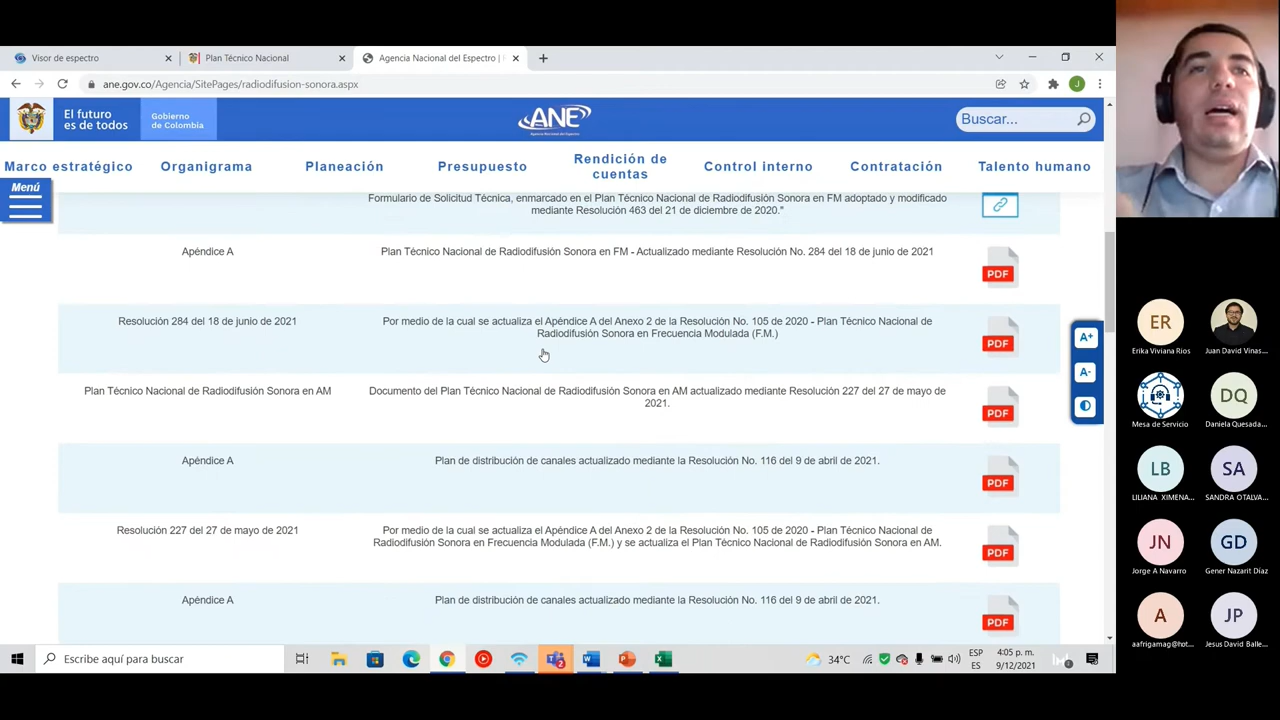 Visor de espectro
Plan Técnico Nacional
Agencia Nacional del Espectro |
ane.gov.co/Agencia/SitePages/radiodifusion-sonora.aspx
J
El futuro
es de todos
Gobierno
de Colombia
ANE
Agencia Nacional del Espectro
Buscar...
Marco estratégico
Organigrama
Planeación
Presupuesto
Rendición de
cuentas
Control interno
Contratación
Talento humano
Menú
Formulario de Solicitud Técnica, enmarcado en el Plan Técnico Nacional de Radiodifusión Sonora en FM adoptado y modificado
mediante Resolución 463 del 21 de diciembre de 2020."
Apéndice A
Plan Técnico Nacional de Radiodifusión Sonora en FM - Actualizado mediante Resolución No. 284 del 18 de junio de 2021
PDF
Resolución 284 del 18 de junio de 2021
Por medio de la cual se actualiza el Apéndice A del Anexo 2 de la Resolución No. 105 de 2020 - Plan Técnico Nacional de
Radiodifusión Sonora en Frecuencia Modulada (F.M.)
PDF
Plan Técnico Nacional de Radiodifusión Sonora en AM
Documento del Plan Técnico Nacional de Radiodifusión Sonora en AM actualizado mediante Resolución 227 del 27 de mayo de
2021.
PDF
Apéndice A
Plan de distribución de canales actualizado mediante la Resolución No. 116 del 9 de abril de 2021.
PDF
Resolución 227 del 27 de mayo de 2021
Por medio de la cual se actualiza el Apéndice A del Anexo 2 de la Resolución No. 105 de 2020 - Plan Técnico Nacional de
Radiodifusión Sonora en Frecuencia Modulada (F.M.) y se actualiza el Plan Técnico Nacional de Radiodifusión Sonora en AM.
PDF
Apéndice A
Plan de distribución de canales actualizado mediante la Resolución No. 116 del 9 de abril de 2021.
PDF
A+
A-
Escribe aquí para buscar
34°C
ESP
ES
4:05 p. m.
9/12/2021
ER
Erika Viviana Rios
Juan David Vinas...
Mesa de Servicio
DQ
Daniela Quesada...
LB
LILIANA XIMENA...
SA
SANDRA OTALVA...
JN
Jorge A Navarro
GD
Gener Nazarit Díaz
A
aafrigamag@hot...
JP
Jesus David Balle...